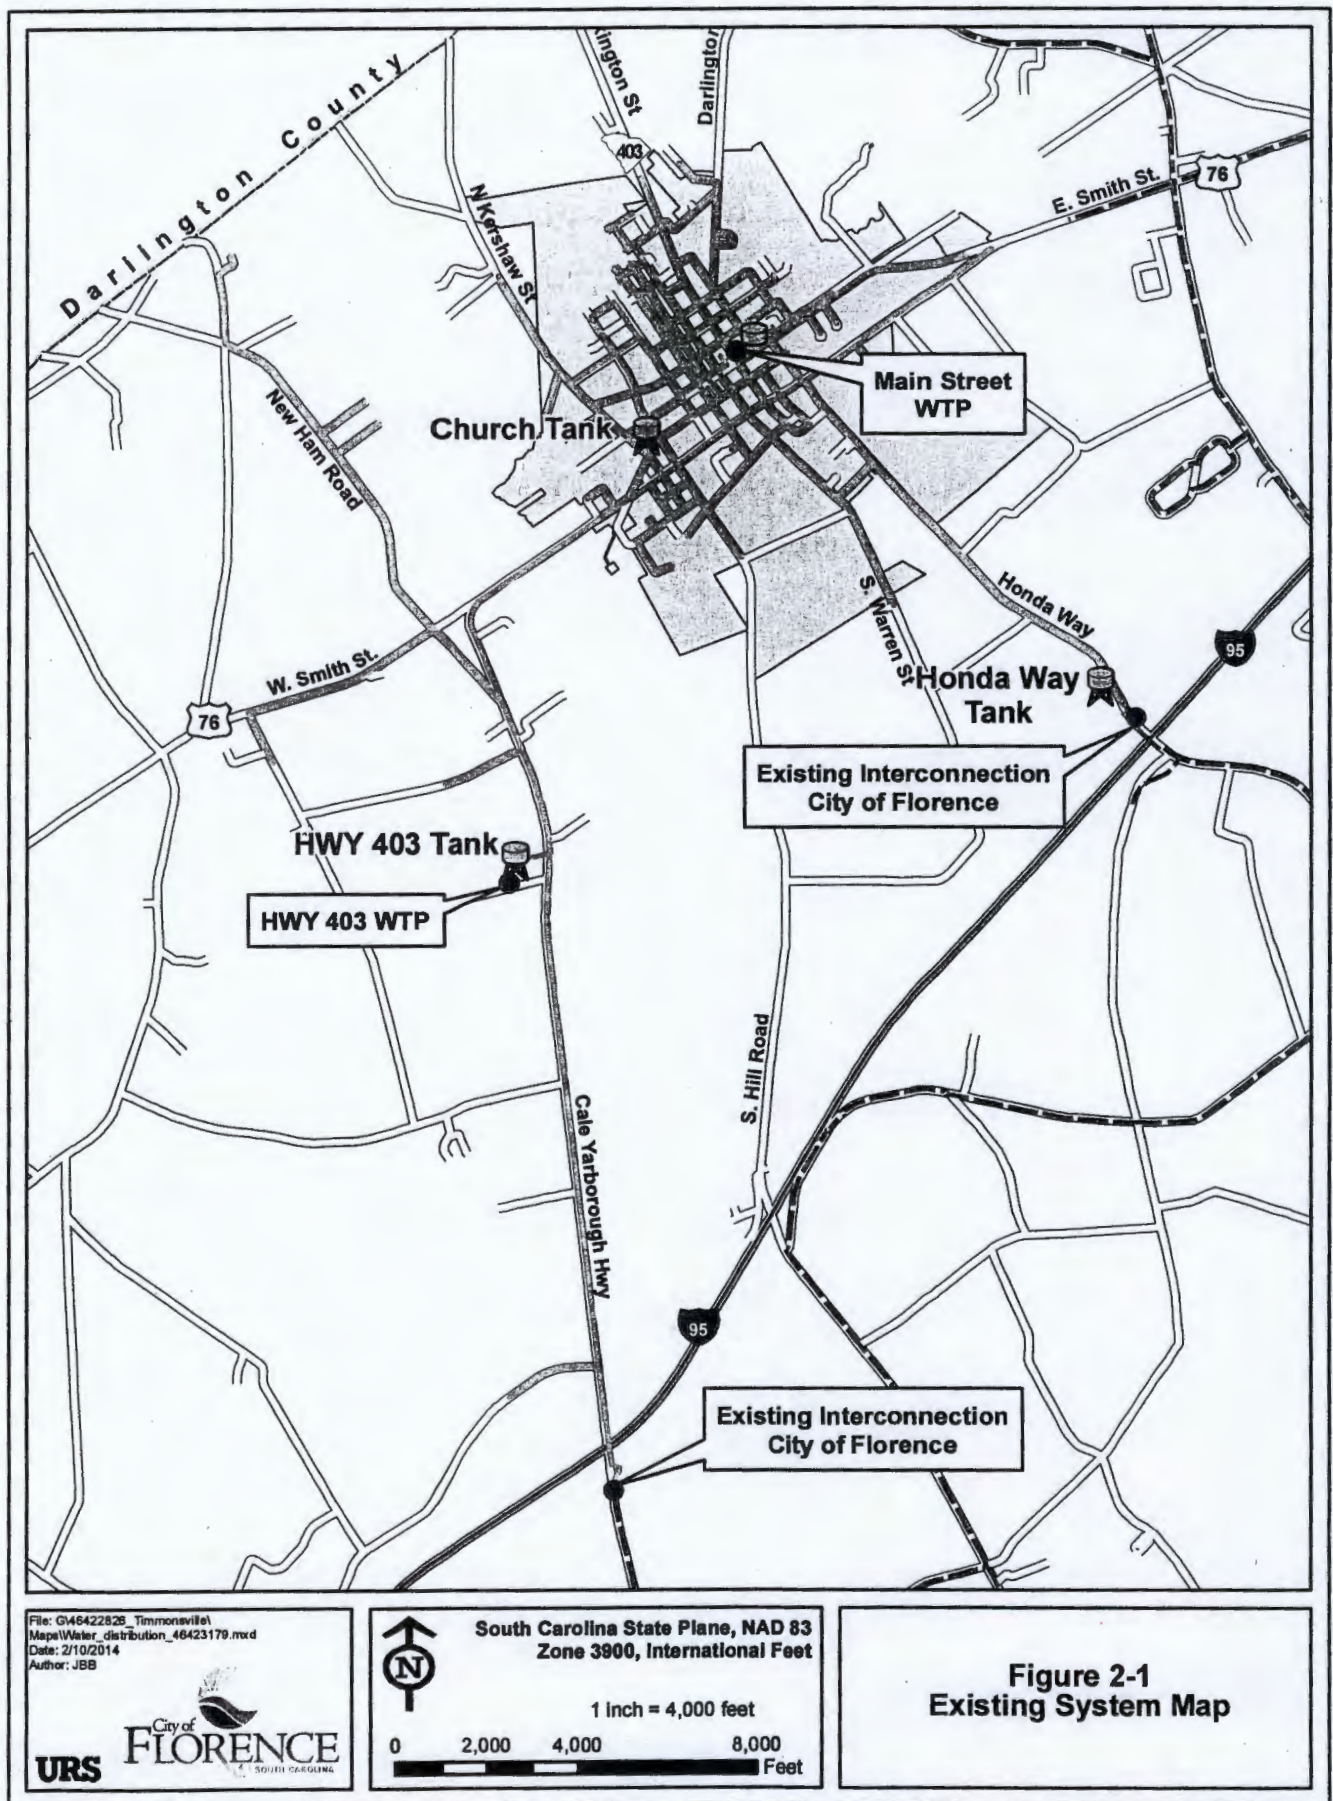 Darlington County
ington St
Darlington
403
76
E. Smith St.
N Kershaw St
Main Street
WTP
Church Tank
New Ham Road
S. Warren St
Honda Way
95
Honda Way
Tank
W. Smith St.
76
Existing Interconnection
City of Florence
HWY 403 Tank
HWY 403 WTP
S. Hill Road
Cale Yarborough Hwy
95
Existing Interconnection
City of Florence
File: G\46422826_Timmonsville\
Maps\Water_distribution_46423179.mxd
Date: 2/10/2014
Author: JBB
City of
FLORENCE
SOUTH CAROLINA
URS
N
South Carolina State Plane, NAD 83
Zone 3900, International Feet
1 inch = 4,000 feet
0 2,000 4,000 8,000
Feet
Figure 2-1
Existing System Map